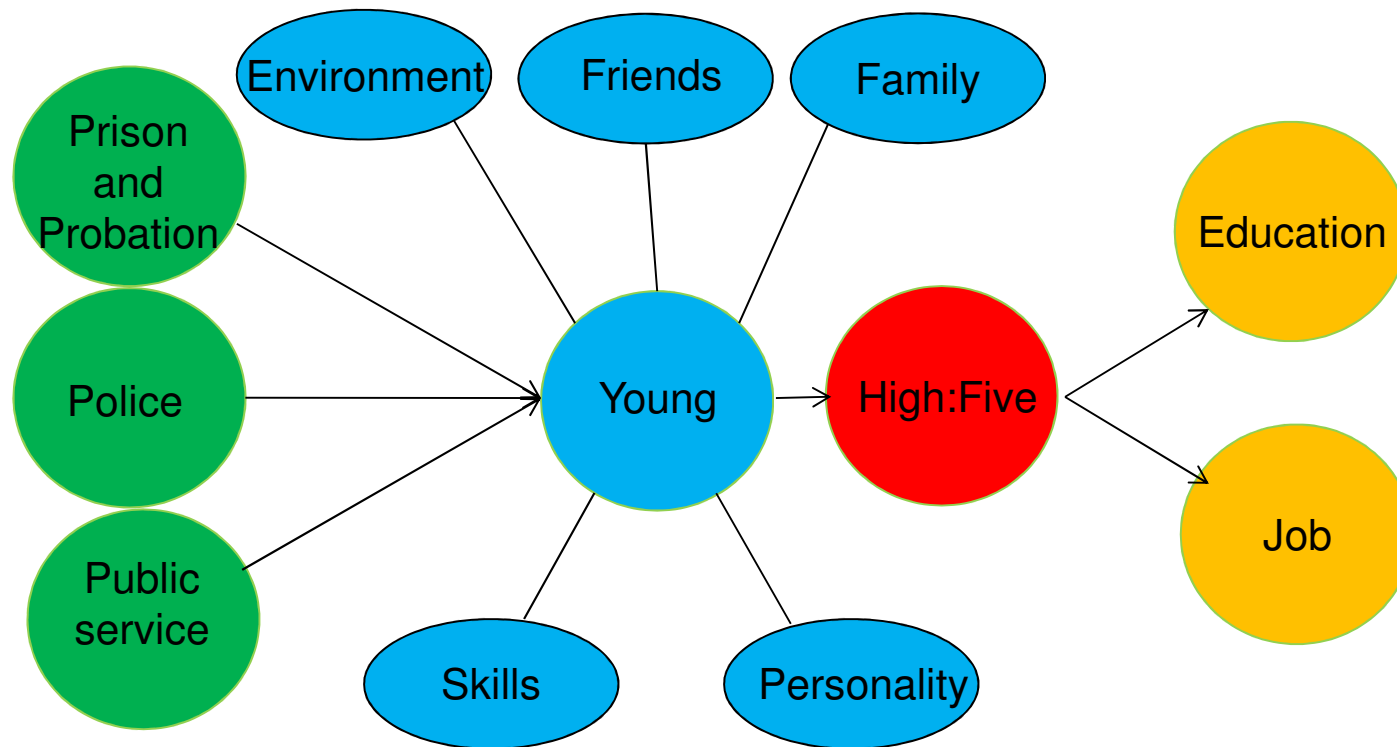 Environment
Friends
Family
Prison
and
Probation
Education
Police
Young
High:Five
Job
Public
service
Skills
Personality